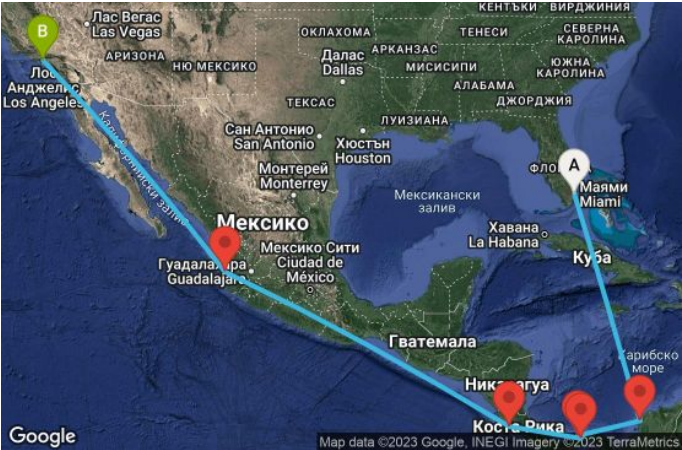 КЕНТЪКИ
ВИРДЖИНИЯ
B
Лас Вегас
Las Vegas
ОКЛАХОМА
ТЕНЕСИ
СЕВЕРНА
КАРОЛИНА
АРИЗОНА
НЮ МЕКСИКО
Далас
Dallas
АРКАНЗАС
МИСИСИПИ
ЮЖНА
КАРОЛИНА
Лос
Анджелис
Los Angeles
АЛАБАМА
ДЖОРДЖИЯ
ТЕКСАС
ЛУИЗИАНА
Сан Антонио
San Antonio
Хюстън
Houston
Монтерей
Monterrey
ФЛО
A
Маями
Miami
Мексикански
залив
Мексико
Хавана
La Habana
Куба
Мексико Сити
Ciudad de
México
Гуадалахара
Guadalajara
Гватемала
Карибско
море
Никарагуа
Коста Рика
Google
Map data ©2023 Google, INEGI Imagery ©2023 TerraMetrics